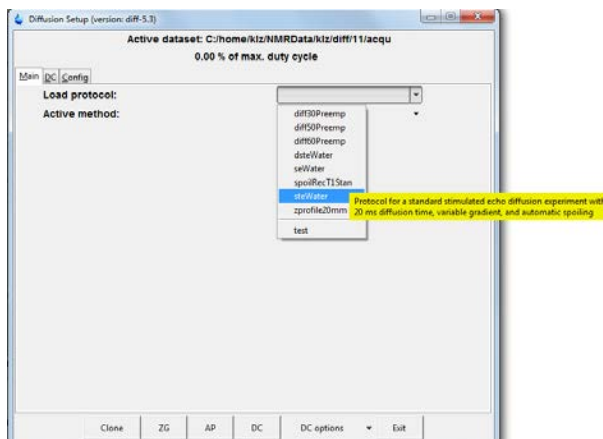 Diffusion Setup (version: diff-5.3)
Active dataset: C:/home/klz/NMRData/klz/diff/11/acqu
0.00 % of max. duty cycle
Main DC Config
Load protocol:
Active method:
diff30Preemp
diff50Preemp
diff60Preemp
dsteWater
seWater
spoilRecT1Stan
steWater
zprofile20mm
test
Protocol for a standard stimulated echo diffusion experiment with
20 ms diffusion time, variable gradient, and automatic spoiling
Clone ZG AP DC DC options Exit